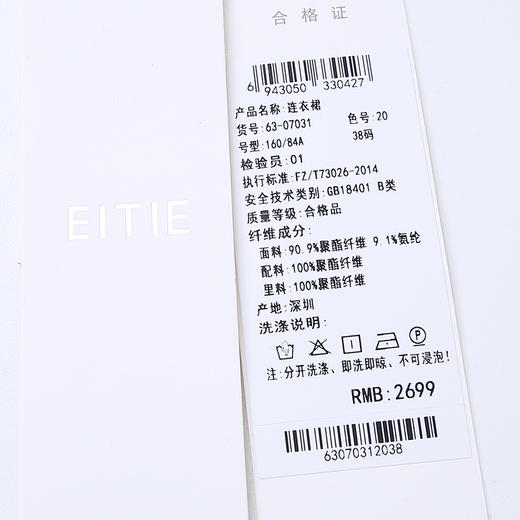 EITIE
合格证
6 943050 330427
产品名称:连衣裙
货号:63-07031 色号:20
号型:160/84A 38码
检验员:01
执行标准:FZ/T73026-2014
安全技术类别:GB18401 B类
质量等级:合格品
纤维成分:
面料:90.9%聚酯纤维 9.1%氨纶
配料:100%聚酯纤维
里料:100%聚酯纤维
产地:深圳
洗涤说明:
P
注:分开洗涤、即洗即晾、不可浸泡!
RMB:2699
63070312038